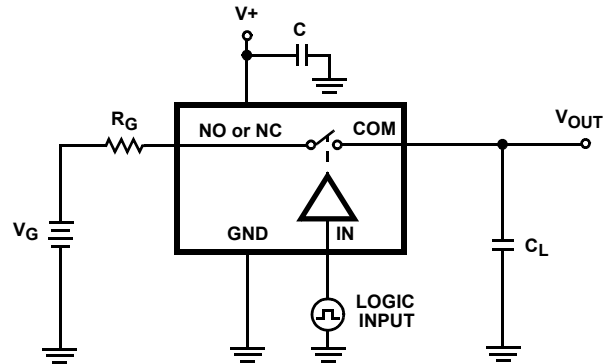 V+
C
RG
NO or NC
COM
VOUT
VG
GND
IN
CL
LOGIC
INPUT